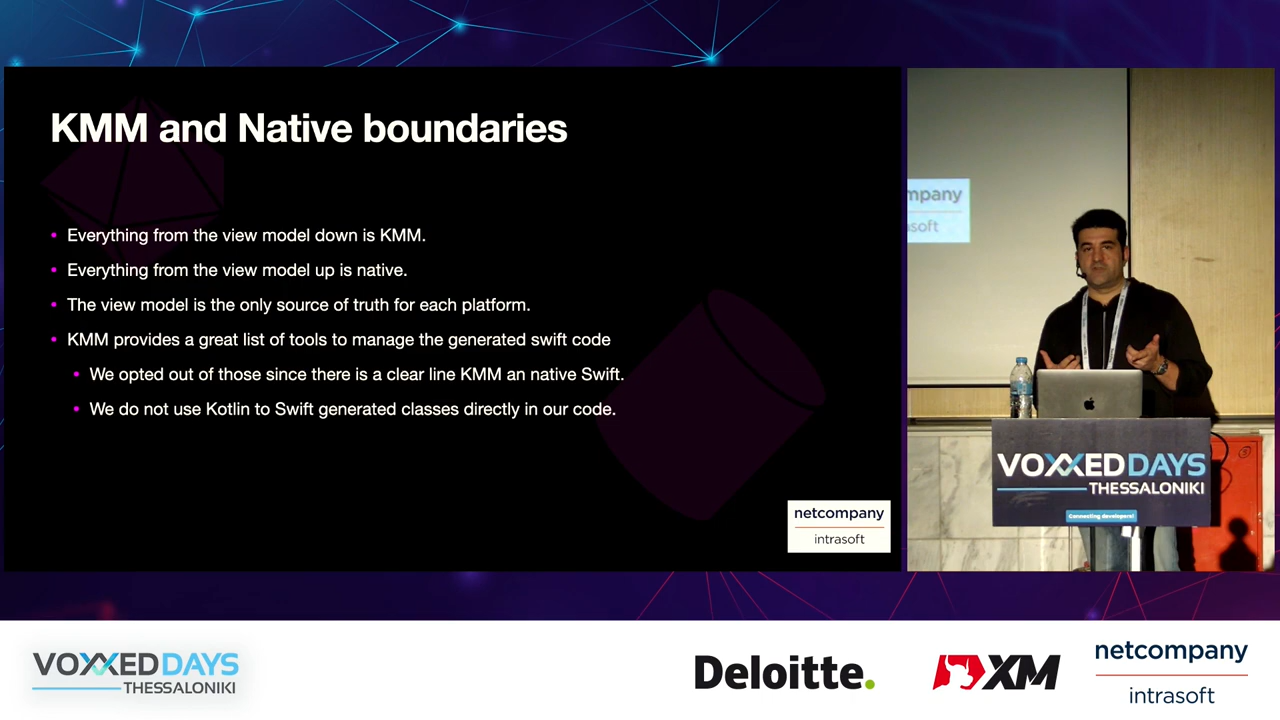 KMM and Native boundaries
Everything from the view model down is KMM.
Everything from the view model up is native.
The view model is the only source of truth for each platform.
KMM provides a great list of tools to manage the generated swift code
We opted out of those since there is a clear line KMM an native Swift.
We do not use Kotlin to Swift generated classes directly in our code.
netcompany
intrasoft
mpany
soft
VOXXED DAYS
THESSALONIKI
Connecting developers!
VOXXED DAYS
THESSALONIKI
Deloitte.
XM
netcompany
intrasoft